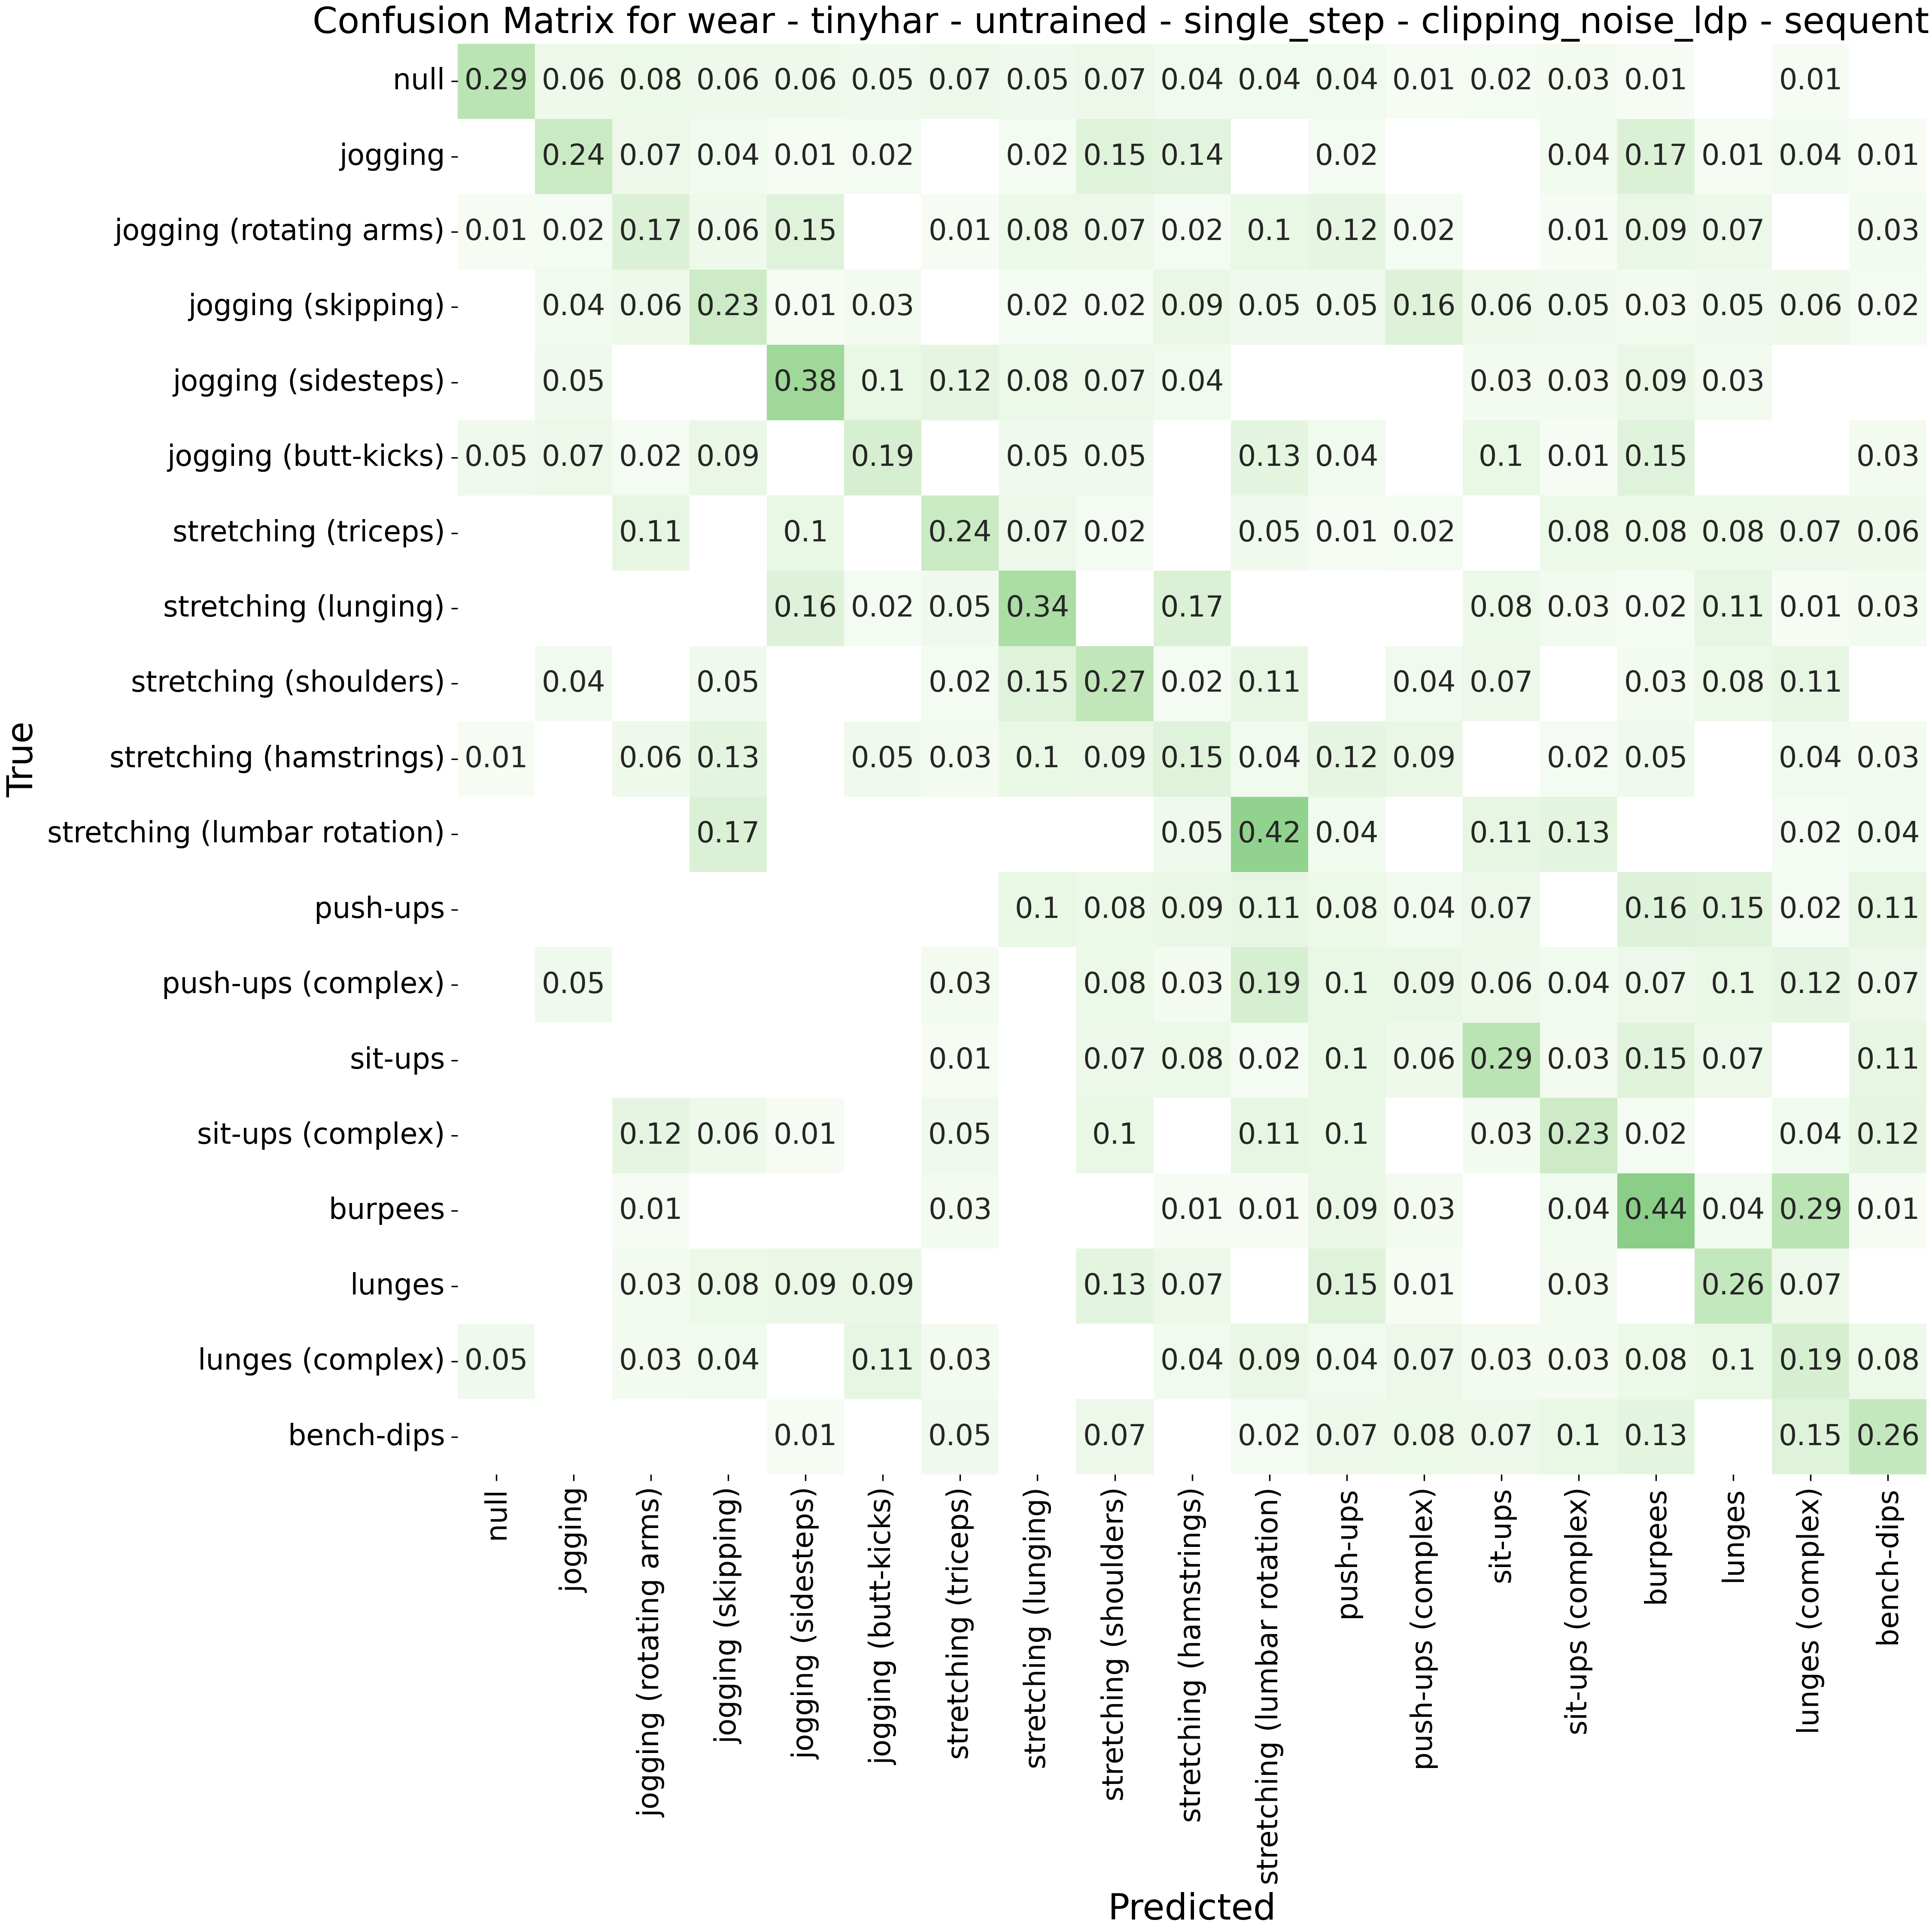 Confusion Matrix for wear - tinyhar - untrained - single_step - clipping_noise_ldp - sequent
True
null 0.29 0.06 0.08 0.06 0.06 0.05 0.07 0.05 0.07 0.04 0.04 0.04 0.01 0.02 0.03 0.01 0.01
jogging 0.24 0.07 0.04 0.01 0.02 0.02 0.15 0.14 0.02 0.04 0.17 0.01 0.04 0.01
jogging (rotating arms) 0.01 0.02 0.17 0.06 0.15 0.01 0.08 0.07 0.02 0.1 0.12 0.02 0.01 0.09 0.07 0.03
jogging (skipping) 0.04 0.06 0.23 0.01 0.03 0.02 0.02 0.09 0.05 0.05 0.16 0.06 0.05 0.03 0.05 0.06 0.02
jogging (sidesteps) 0.05 0.38 0.1 0.12 0.08 0.07 0.04 0.03 0.03 0.09 0.03
jogging (butt-kicks) 0.05 0.07 0.02 0.09 0.19 0.05 0.05 0.13 0.04 0.1 0.01 0.15 0.03
stretching (triceps) 0.11 0.1 0.24 0.07 0.02 0.05 0.01 0.02 0.08 0.08 0.08 0.07 0.06
stretching (lunging) 0.16 0.02 0.05 0.34 0.17 0.08 0.03 0.02 0.11 0.01 0.03
stretching (shoulders) 0.04 0.05 0.02 0.15 0.27 0.02 0.11 0.04 0.07 0.03 0.08 0.11
stretching (hamstrings) 0.01 0.06 0.13 0.05 0.03 0.1 0.09 0.15 0.04 0.12 0.09 0.02 0.05 0.04 0.03
stretching (lumbar rotation) 0.17 0.05 0.42 0.04 0.11 0.13 0.02 0.04
push-ups 0.1 0.08 0.09 0.11 0.08 0.04 0.07 0.16 0.15 0.02 0.11
push-ups (complex) 0.05 0.03 0.08 0.03 0.19 0.1 0.09 0.06 0.04 0.07 0.1 0.12 0.07
sit-ups 0.01 0.07 0.08 0.02 0.1 0.06 0.29 0.03 0.15 0.07 0.11
sit-ups (complex) 0.12 0.06 0.01 0.05 0.1 0.11 0.1 0.03 0.23 0.02 0.04 0.12
burpees 0.01 0.03 0.01 0.01 0.09 0.03 0.04 0.44 0.04 0.29 0.01
lunges 0.03 0.08 0.09 0.09 0.13 0.07 0.15 0.01 0.03 0.26 0.07
lunges (complex) 0.05 0.03 0.04 0.11 0.03 0.04 0.09 0.04 0.07 0.03 0.03 0.08 0.1 0.19 0.08
bench-dips 0.01 0.05 0.07 0.02 0.07 0.08 0.07 0.1 0.13 0.15 0.26
null
jogging
jogging (rotating arms)
jogging (skipping)
jogging (sidesteps)
jogging (butt-kicks)
stretching (triceps)
stretching (lunging)
stretching (shoulders)
stretching (hamstrings)
stretching (lumbar rotation)
push-ups
push-ups (complex)
sit-ups
sit-ups (complex)
burpees
lunges
lunges (complex)
bench-dips
Predicted